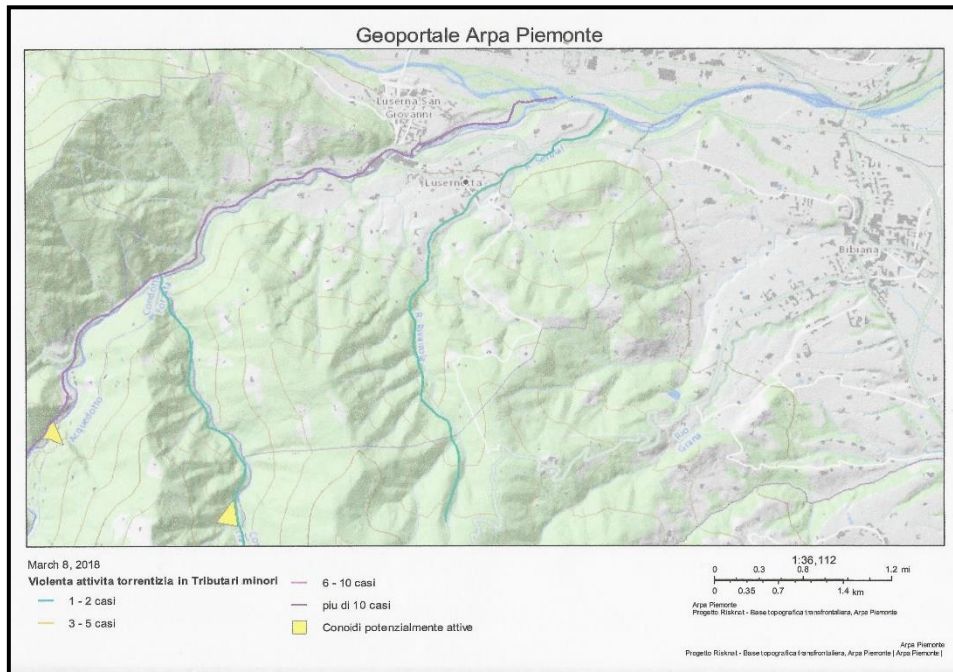 Geoportale Arpa Piemonte
Luserna San
Giovanni
Lusernetta
Bibiana
Rio
Grana
Acquedotto
March 8, 2018
Violenta attivita torrentizia in Tributari minori
1 - 2 casi
3 - 5 casi
6 - 10 casi
piu di 10 casi
Conoidi potenzialmente attive
1:36,112
0 0.3 0.6 1.2 mi
0 0.35 0.7 1.4 km
Arpa Piemonte
Progetto Risknat - Base topografica transfrontaliera, Arpa Piemonte
Arpa Piemonte
Progetto Risknat - Base topografica transfrontaliera, Arpa Piemonte | Arpa Piemonte |